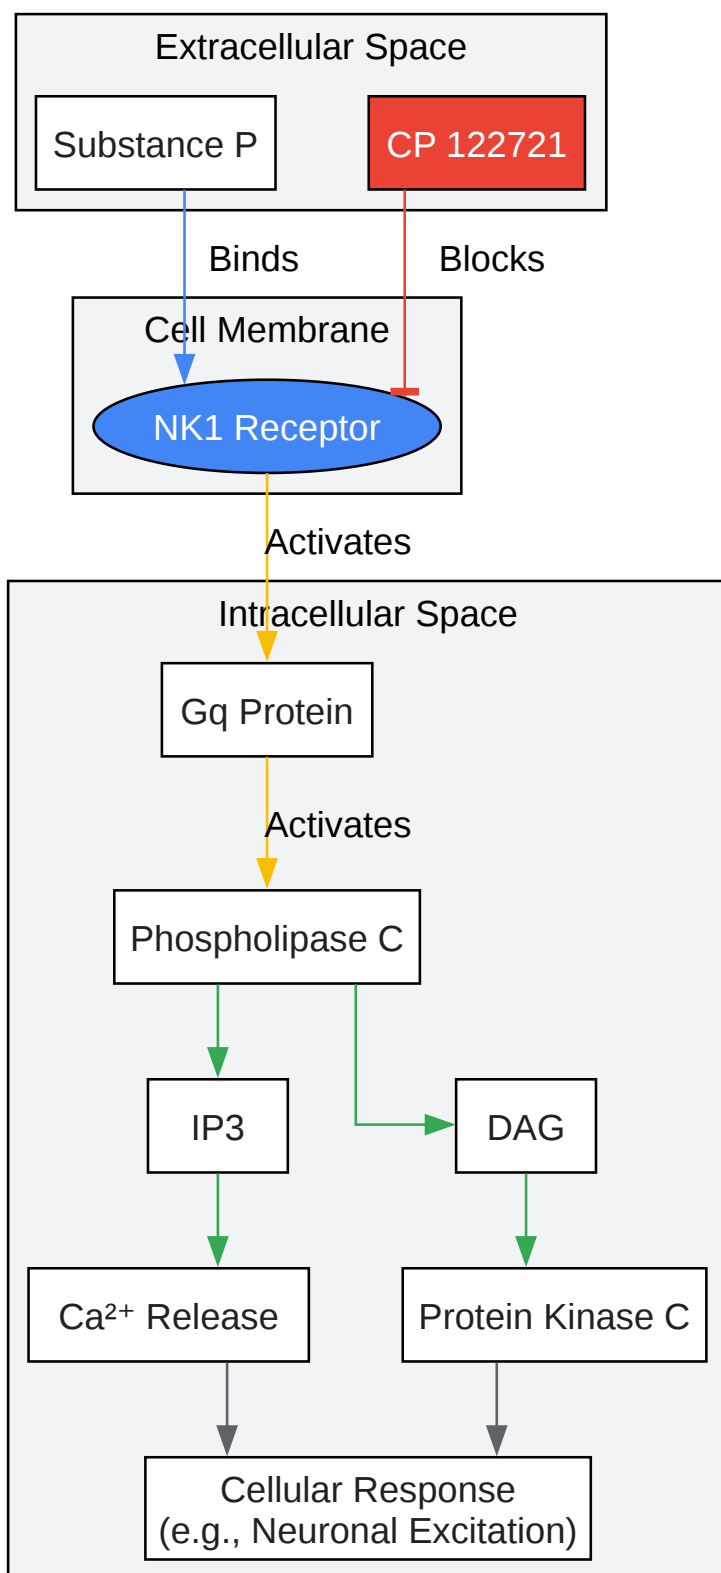 Extracellular Space
Substance P
CP 122721
Binds
Blocks
Cell Membrane
NK1 Receptor
Activates
Intracellular Space
Gq Protein
Activates
Phospholipase C
IP3
DAG
Ca²⁺ Release
Protein Kinase C
Cellular Response
(e.g., Neuronal Excitation)